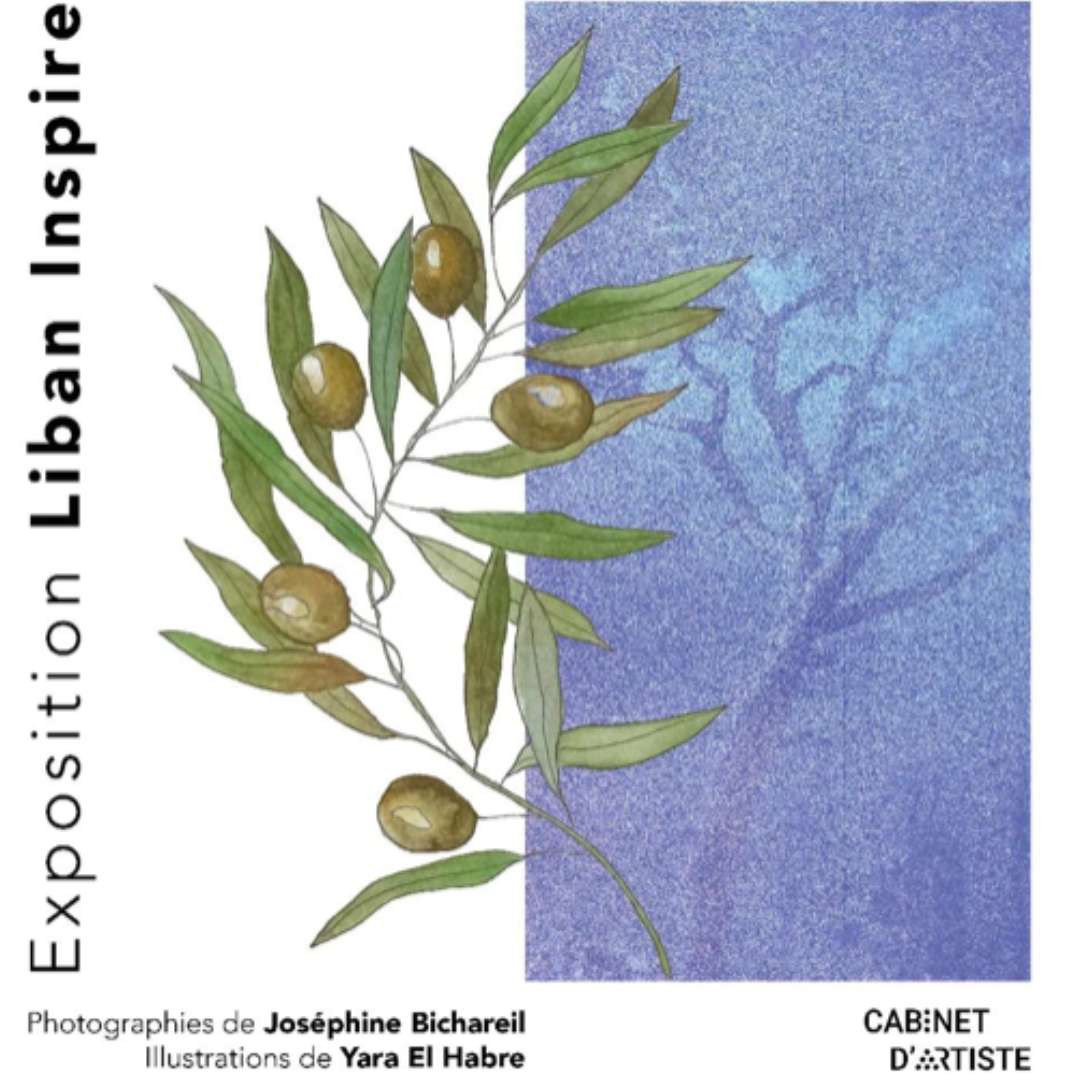 Exposition Liban Inspire
Photographies de Joséphine Bichareil
Illustrations de Yara El Habre
CABINET
D'ARTISTE